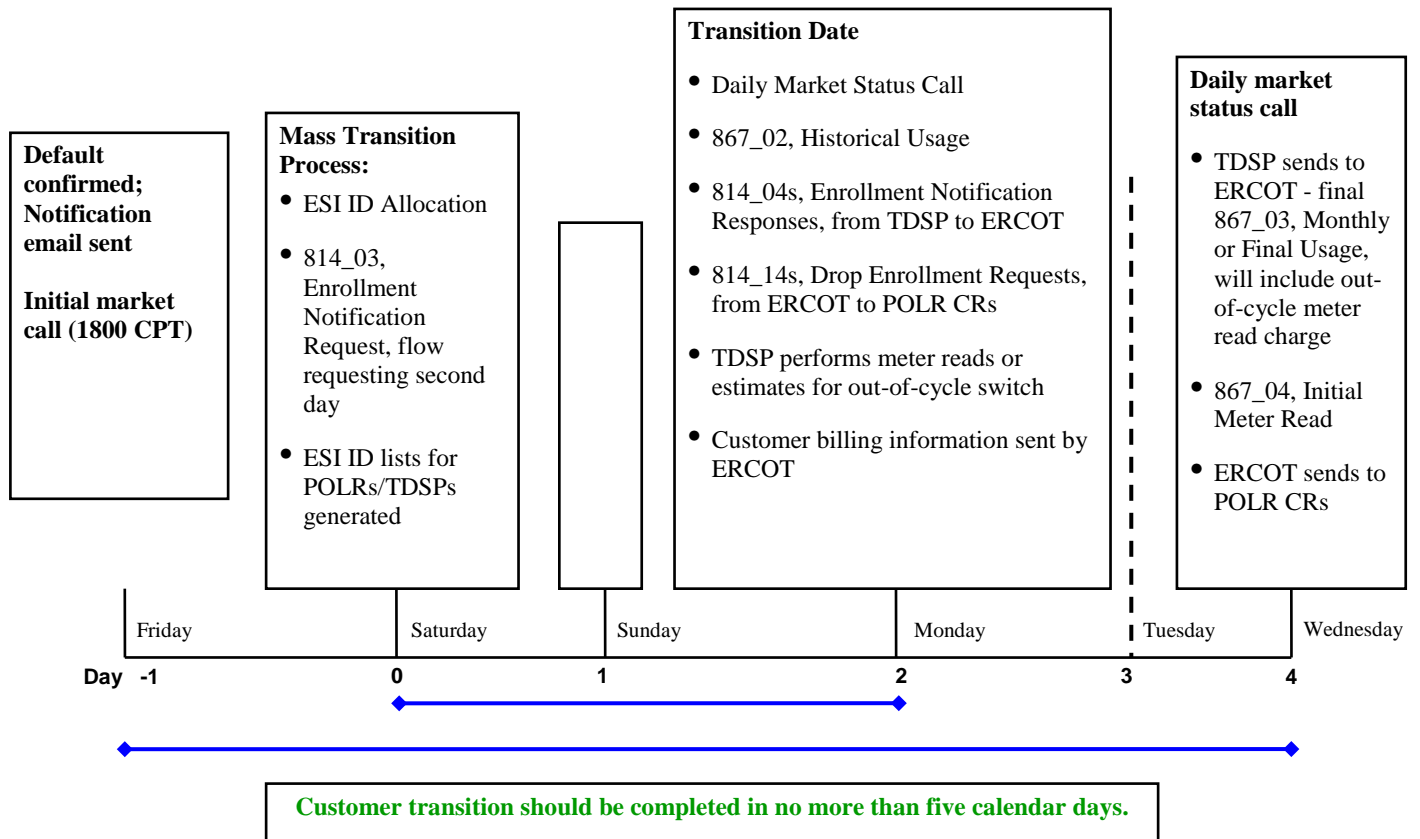 Default
confirmed;
Notification
email sent
Initial market
call (1800 CPT)
Mass Transition
Process:
• ESI ID Allocation
• 814_03,
Enrollment
Notification
Request, flow
requesting second
day
• ESI ID lists for
POLRs/TDSPs
generated
Transition Date
• Daily Market Status Call
• 867_02, Historical Usage
• 814_04s, Enrollment Notification
Responses, from TDSP to ERCOT
• 814_14s, Drop Enrollment Requests,
from ERCOT to POLR CRs
• TDSP performs meter reads or
estimates for out-of-cycle switch
• Customer billing information sent by
ERCOT
Daily market
status call
• TDSP sends to
ERCOT - final
867_03, Monthly
or Final Usage,
will include out-
of-cycle meter
read charge
• 867_04, Initial
Meter Read
• ERCOT sends to
POLR CRs
Friday
Saturday
Sunday
Monday
Tuesday
Wednesday
Day -1 0 1 2 3 4
Customer transition should be completed in no more than five calendar days.